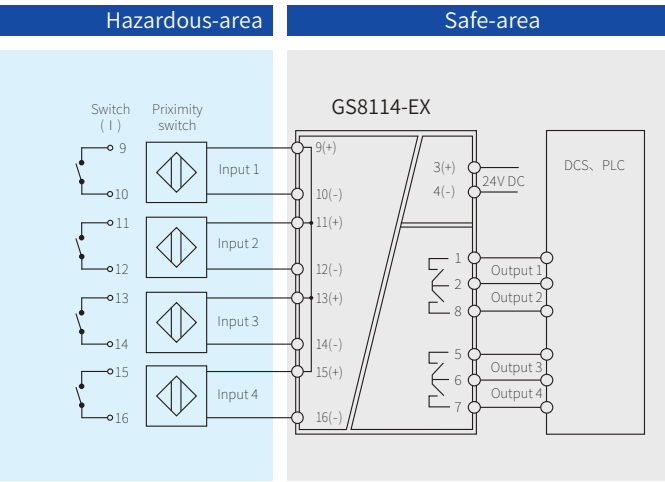 Hazardous-area
Safe-area
GS8114-EX
Switch
( I )
Priximity
switch
9
10
Input 1
9(+)
10(-)
11
12
Input 2
11(+)
12(-)
13
14
Input 3
13(+)
14(-)
15
16
Input 4
15(+)
16(-)
3(+)
4(-)
24V DC
1
2
8
Output 1
Output 2
5
6
7
Output 3
Output 4
DCS、PLC